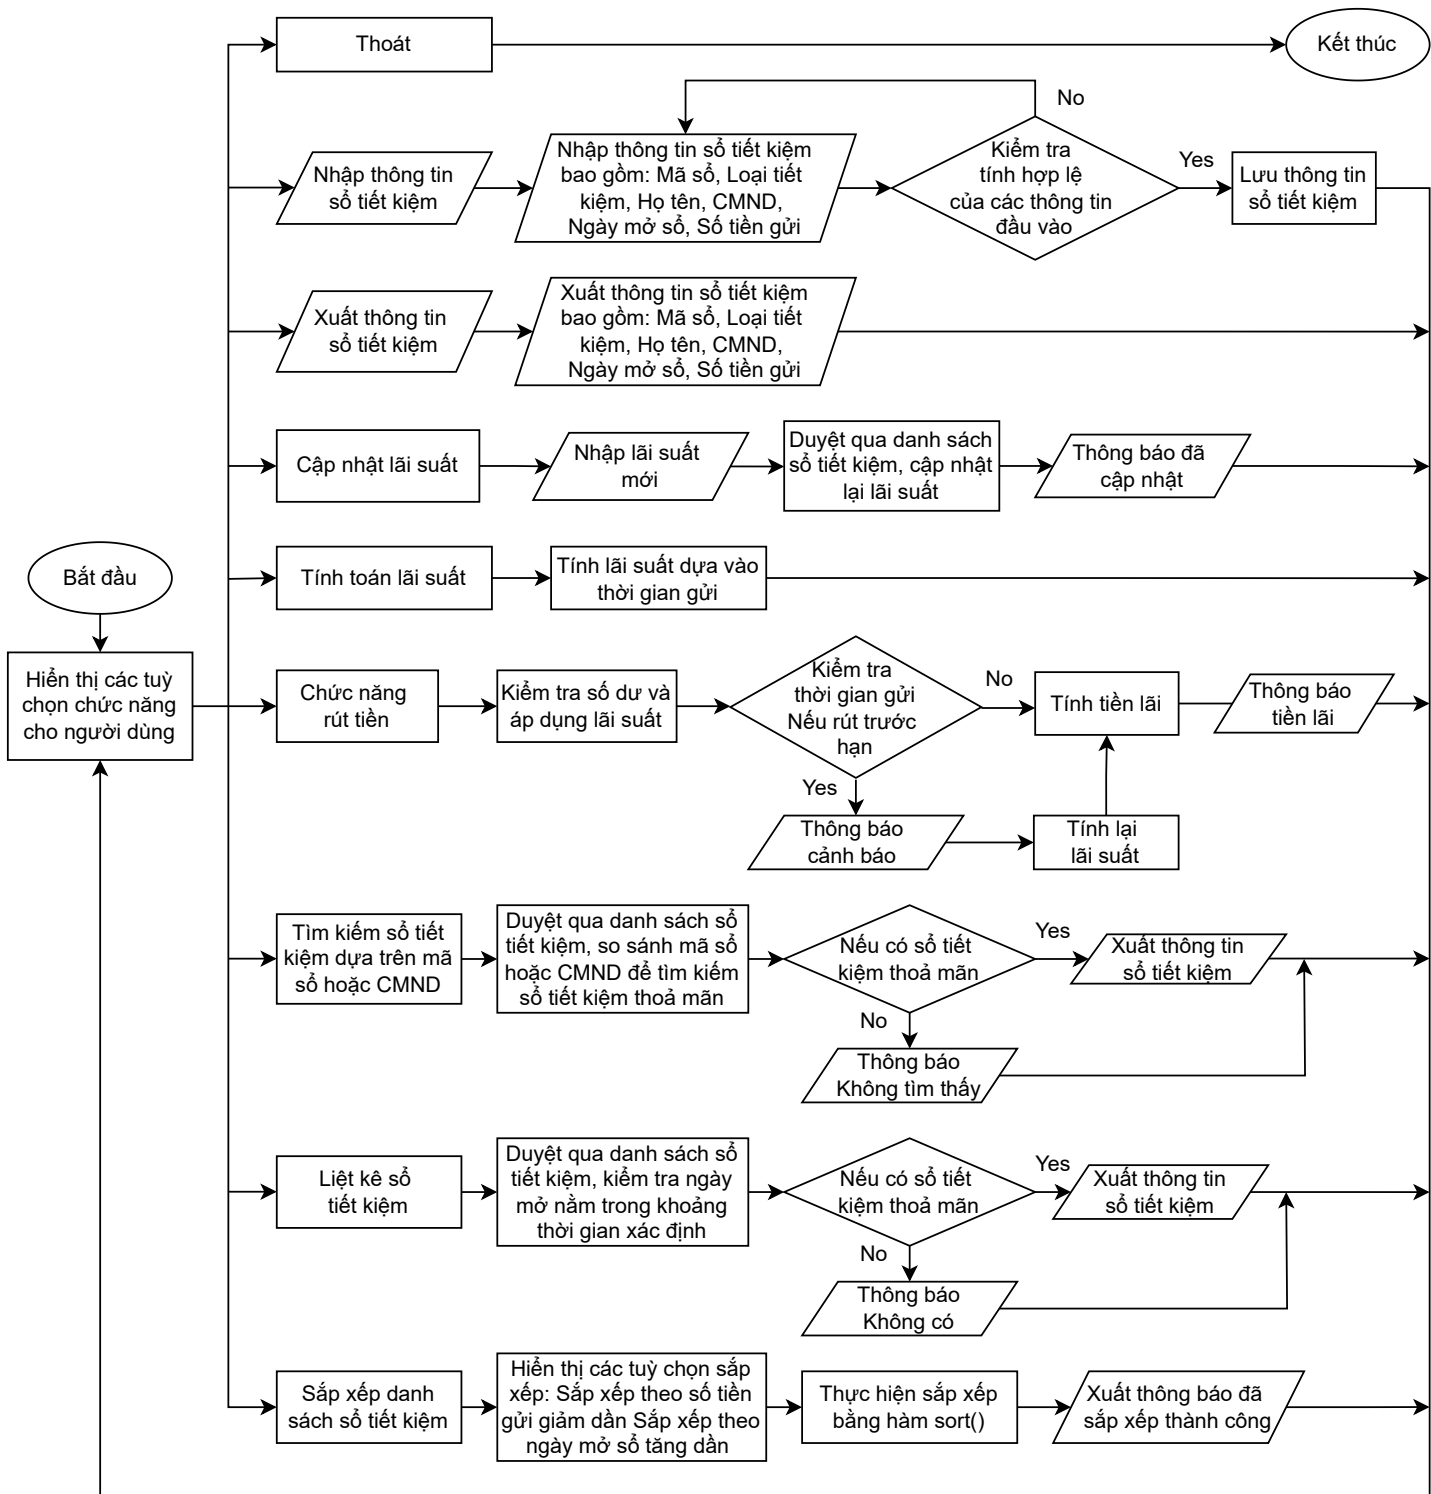 Thoát
Kết thúc
No
Nhập thông tin
sổ tiết kiệm
Nhập thông tin sổ tiết kiệm
bao gồm: Mã sổ, Loại tiết
kiệm, Họ tên, CMND,
Ngày mở sổ, Số tiền gửi
Kiểm tra
tính hợp lệ
của các thông tin
đầu vào
Yes
Lưu thông tin
sổ tiết kiệm
Xuất thông tin
sổ tiết kiệm
Xuất thông tin sổ tiết kiệm
bao gồm: Mã sổ, Loại tiết
kiệm, Họ tên, CMND,
Ngày mở sổ, Số tiền gửi
Cập nhật lãi suất
Nhập lãi suất
mới
Duyệt qua danh sách
sổ tiết kiệm, cập nhật
lại lãi suất
Thông báo đã
cập nhật
Bắt đầu
Tính toán lãi suất
Tính lãi suất dựa vào
thời gian gửi
Hiển thị các tuỳ
chọn chức năng
cho người dùng
Chức năng
rút tiền
Kiểm tra số dư và
áp dụng lãi suất
Kiểm tra
thời gian gửi
Nếu rút trước
hạn
No
Tính tiền lãi
Thông báo
tiền lãi
Yes
Thông báo
cảnh báo
Tính lại
lãi suất
Tìm kiếm sổ tiết
kiệm dựa trên mã
sổ hoặc CMND
Duyệt qua danh sách sổ
tiết kiệm, so sánh mã sổ
hoặc CMND để tìm kiếm
sổ tiết kiệm thoả mãn
Nếu có sổ tiết
kiệm thoả mãn
Yes
Xuất thông tin
sổ tiết kiệm
No
Thông báo
Không tìm thấy
Liệt kê sổ
tiết kiệm
Duyệt qua danh sách sổ
tiết kiệm, kiểm tra ngày
mở nằm trong khoảng
thời gian xác định
Nếu có sổ tiết
kiệm thoả mãn
Yes
Xuất thông tin
sổ tiết kiệm
No
Thông báo
Không có
Sắp xếp danh
sách sổ tiết kiệm
Hiển thị các tuỳ chọn sắp
xếp: Sắp xếp theo số tiền
gửi giảm dần Sắp xếp theo
ngày mở sổ tăng dần
Thực hiện sắp xếp
bằng hàm sort()
Xuất thông báo đã
sắp xếp thành công